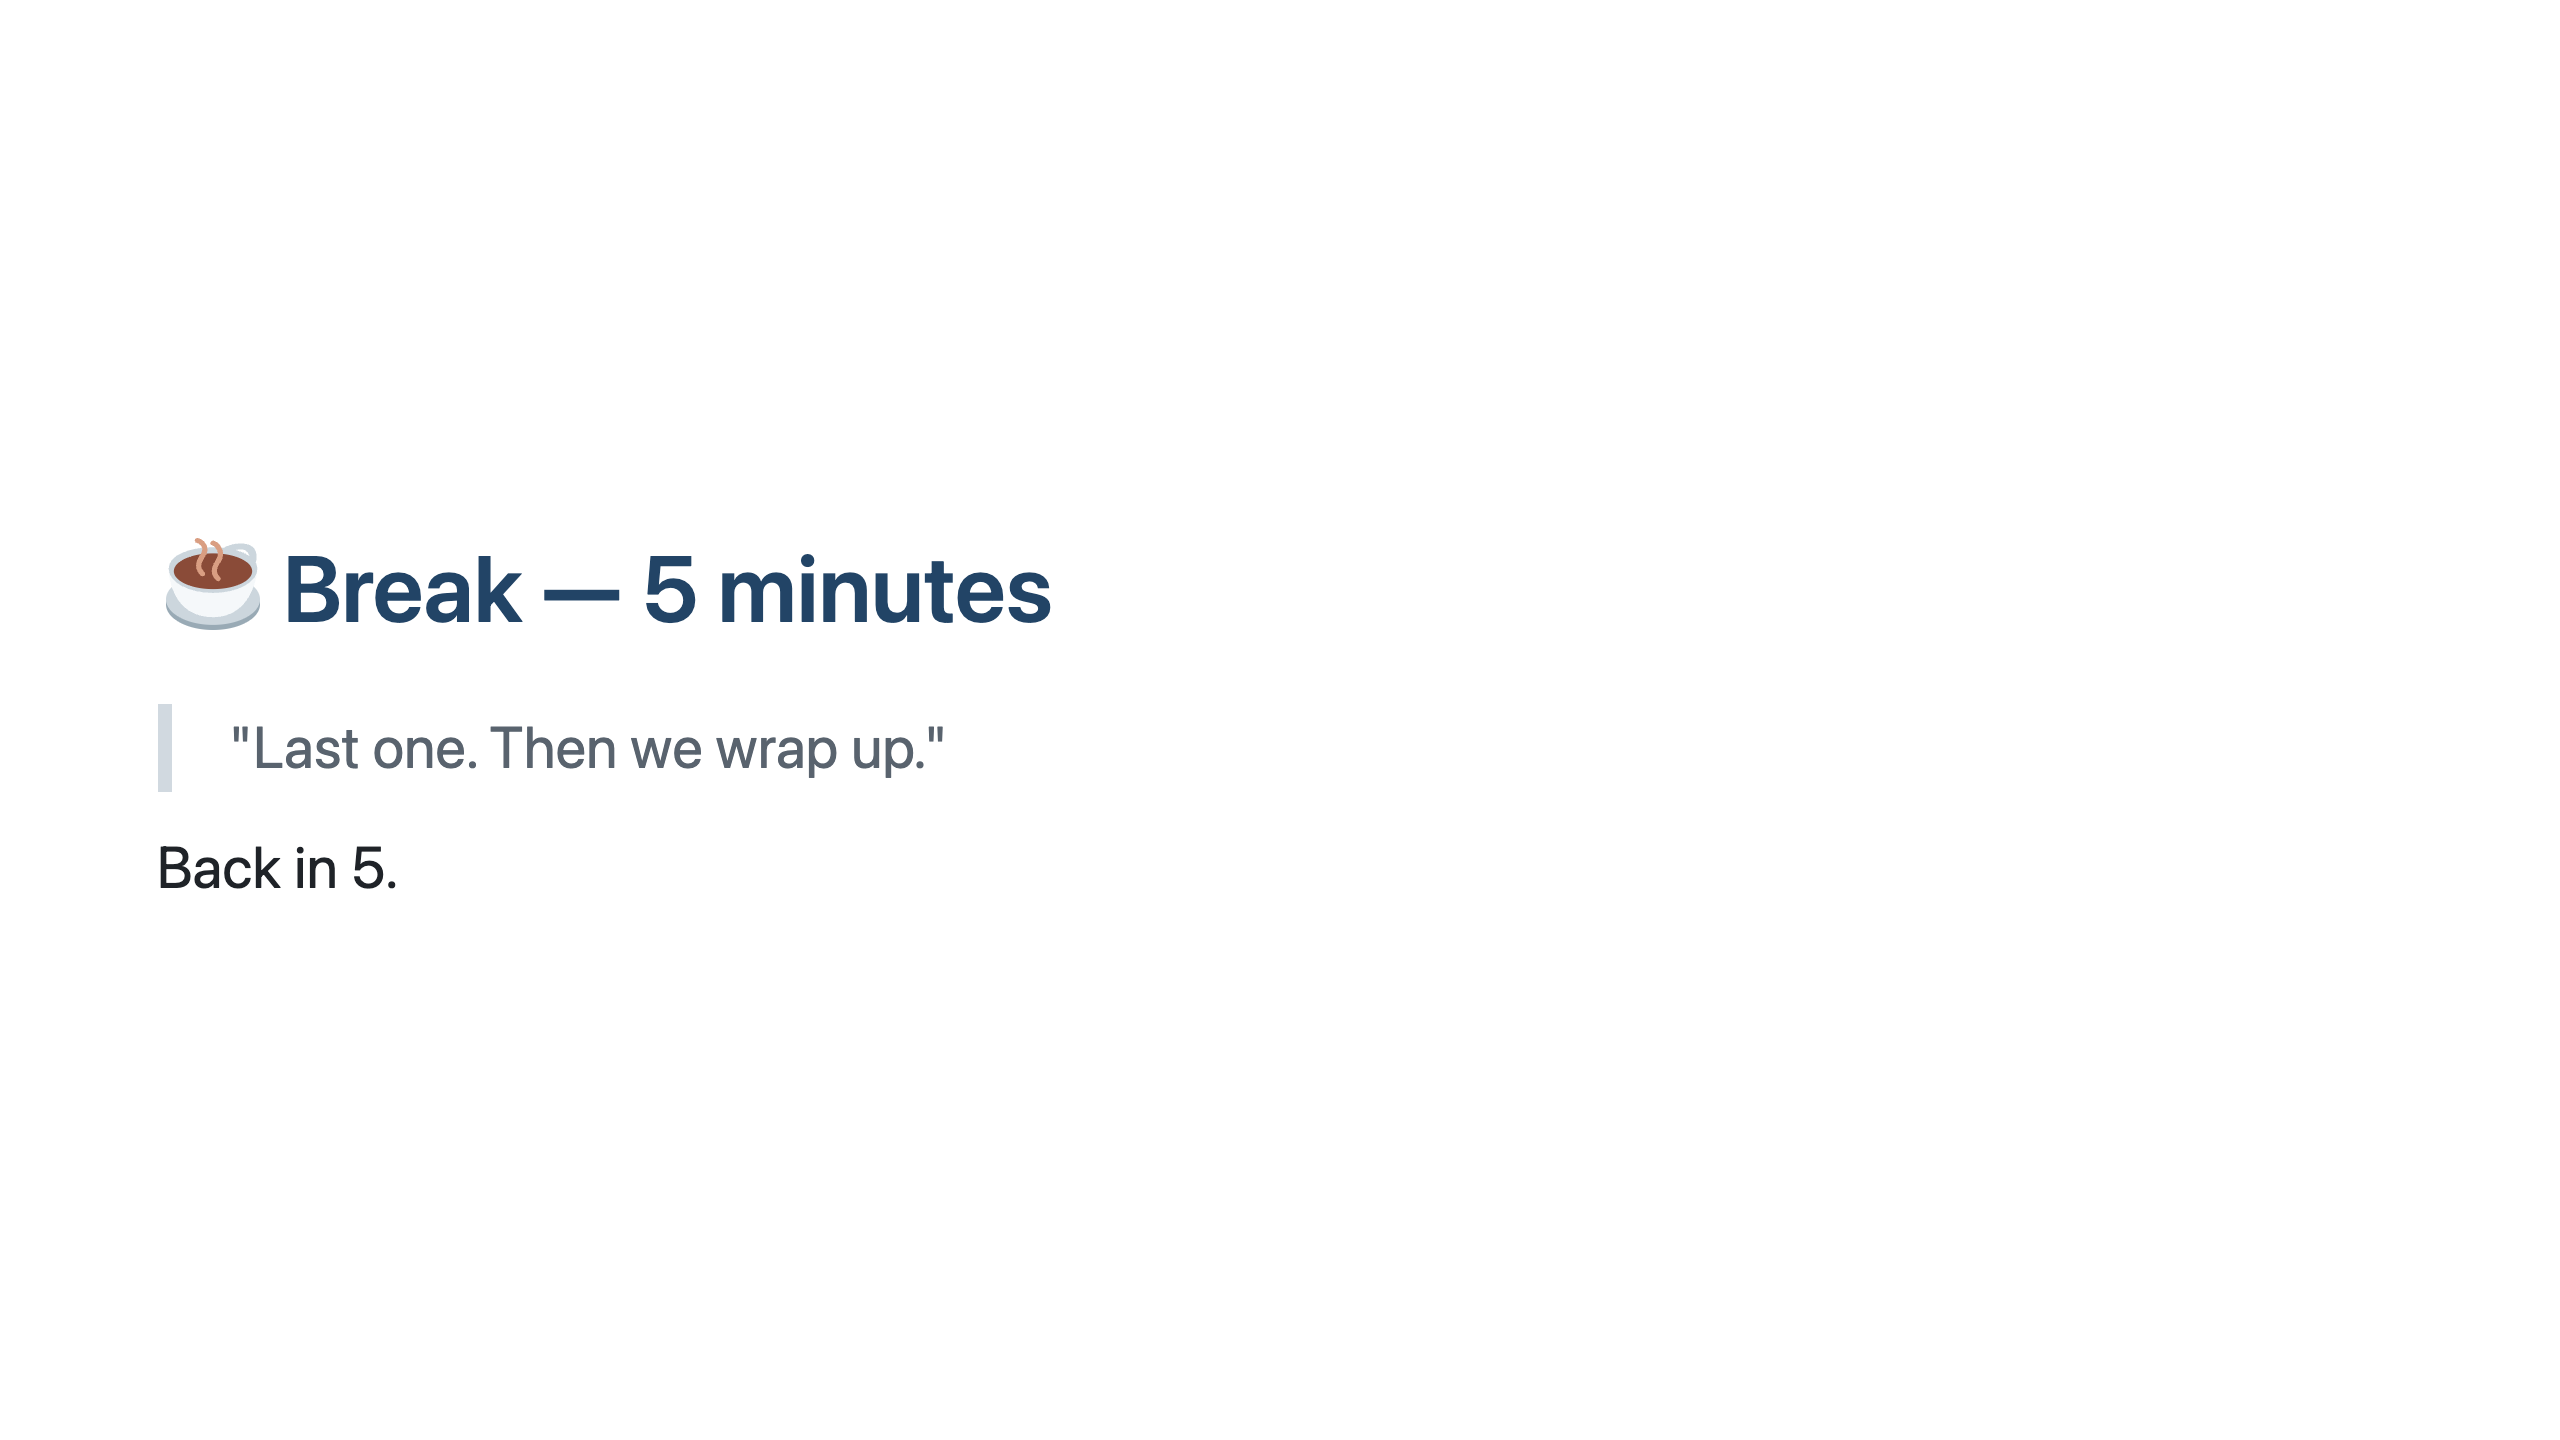 ☕ Break — 5 minutes
"Last one. Then we wrap up."
Back in 5.